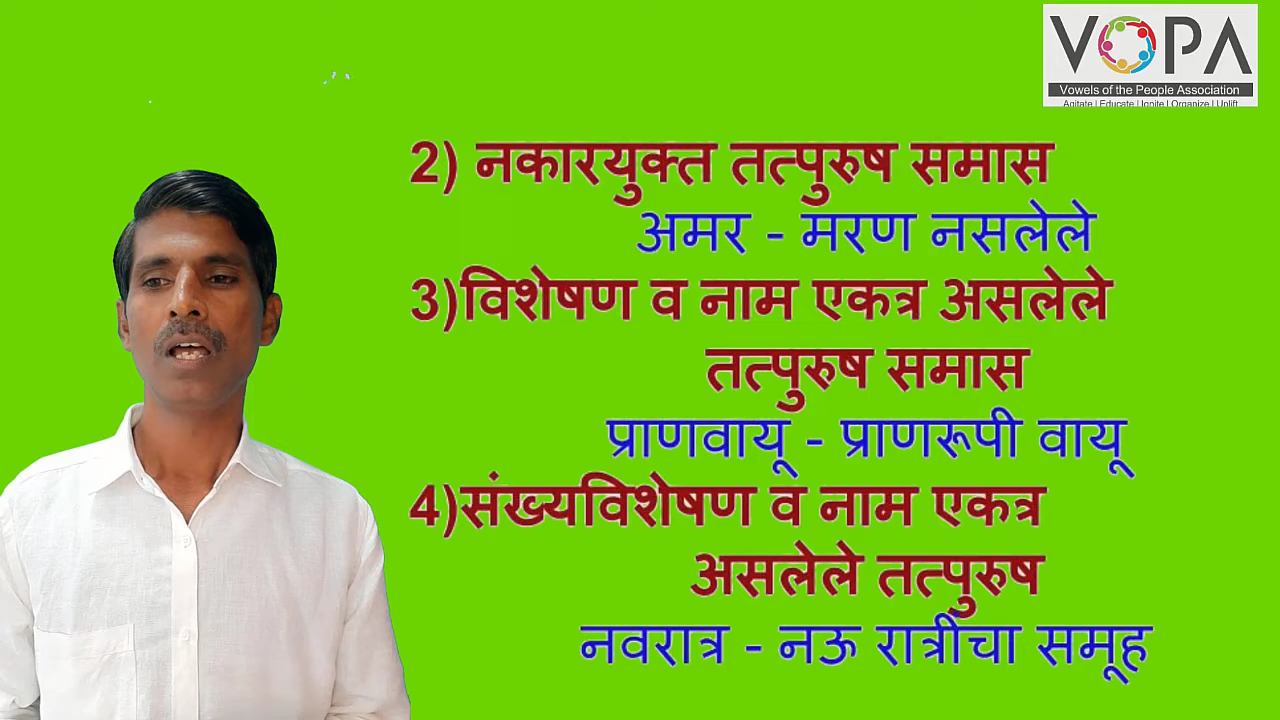 VOPA
Vowels of the People Association
Agitate | Educate | Ignite | Organize | Uplift
2) नकारयुक्त तत्पुरुष समास
अमर - मरण नसलेले
3)विशेषण व नाम एकत्र असलेले
तत्पुरुष समास
प्राणवायू - प्राणरूपी वायू
4)संख्यविशेषण व नाम एकत्र
असलेले तत्पुरुष
नवरात्र - नऊ रात्रींचा समूह